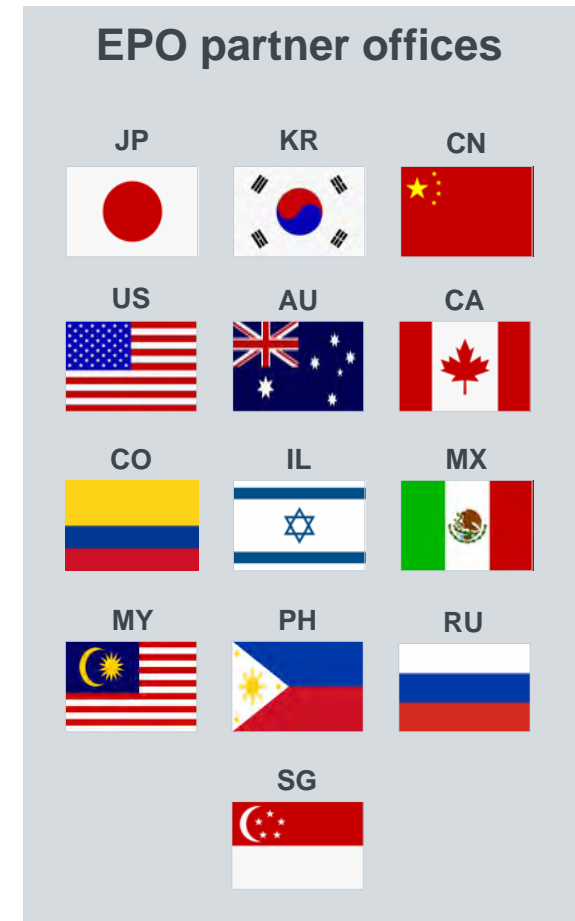 EPO partner offices
JP KR CN
US AU CA
CO IL MX
MY PH RU
SG